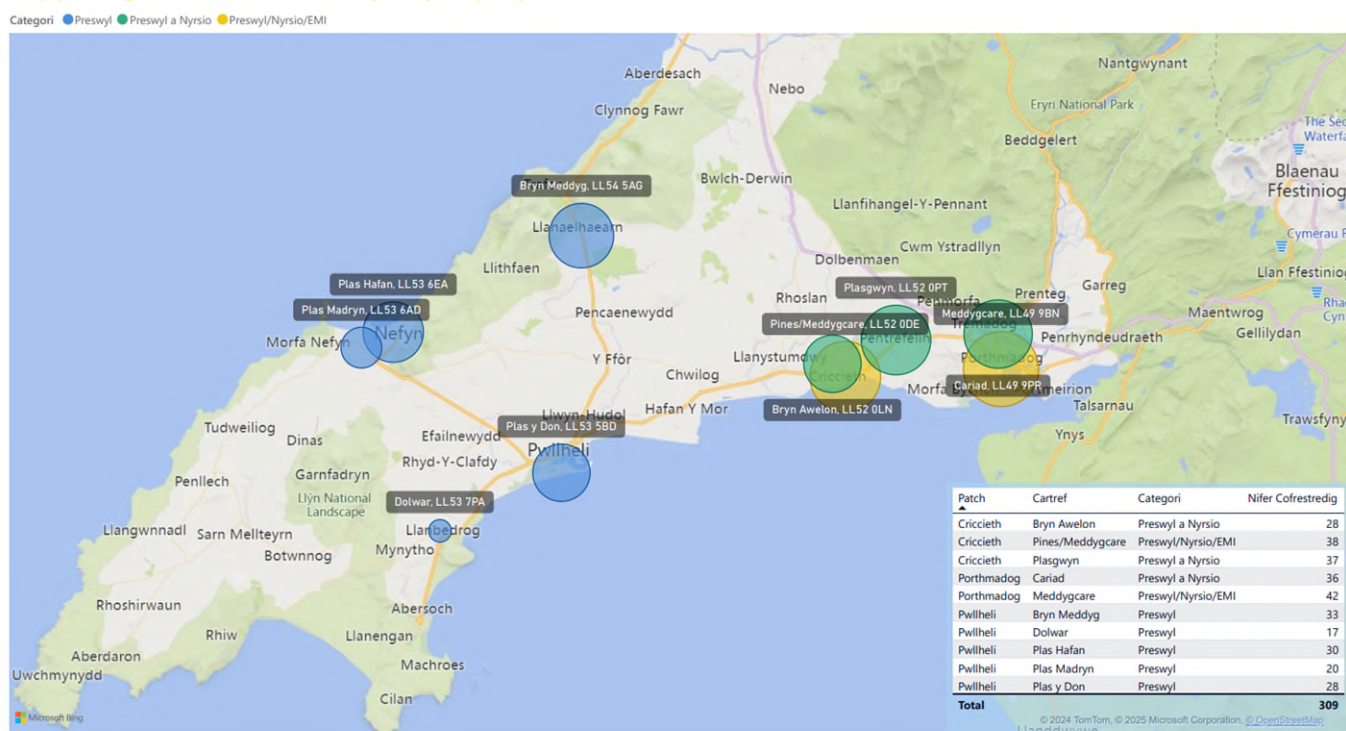 Categori Preswyl Preswyl a Nyrsio Preswyl/Nyrsio/EMI
Aberdesach
Nantgwynant
Nebo
Clynnog Fawr
Eryri National Park
Beddgelert
Blaenau
Ffestiniog
Bwlch-Derwin
Bryn Meddyg, LL54 5AG
Llanfihangel-Y-Pennant
Llanaelhaearn
Cwm Ystradllyn
Dolbenmaen
Llithfaen
Llan Ffestiniog
Plas Hafan, LL53 6EA
Plasgwyn, LL52 0PT
Prenteg
Garreg
Rhoslan
Penmorfa
Plas Madryn, LL53 6AD
Pencaenewydd
Meddygcare, LL49 9BN
Maentwrog
Pines/Meddygcare, LL52 0DE
Tremadog
Nefyn
Morfa Nefyn
Pentrefelin
Penrhyndeudraeth
Gellilydan
Y Ffôr
Llanystumdwy
Porthmadog
Chwilog
Criccieth
Cariad, LL49 9PR
Hafan Y Mor
Bryn Awelon, LL52 0LN
Talsarnau
Llwyn-Hudol
Plas y Don, LL53 5BD
Tudweiliog
Efailnewydd
Ynys
Dinas
Pwllheli
Rhyd-Y-Clafdy
Garnfadryn
Penllech
Llŷn National
Landscape
Dolwar, LL53 7PA
Llangwnnadl
Sarn Mellteyrn
Llanbedrog
Botwnnog
Mynytho
Rhoshirwaun
Abersoch
Rhiw
Llanengan
Aberdaron
Machroes
Uwchmynydd
Cilan
Microsoft Bing
Patch Cartref Categori Nifer Cofrestredig
Criccieth Bryn Awelon Preswyl a Nyrsio 28
Criccieth Pines/Meddygcare Preswyl/Nyrsio/EMI 38
Criccieth Plasgwyn Preswyl a Nyrsio 37
Porthmadog Cariad Preswyl a Nyrsio 36
Porthmadog Meddygcare Preswyl/Nyrsio/EMI 42
Pwllheli Bryn Meddyg Preswyl 33
Pwllheli Dolwar Preswyl 17
Pwllheli Plas Hafan Preswyl 30
Pwllheli Plas Madryn Preswyl 20
Pwllheli Plas y Don Preswyl 28
Total 309
© 2024 TomTom, © 2025 Microsoft Corporation, © OpenStreetMap